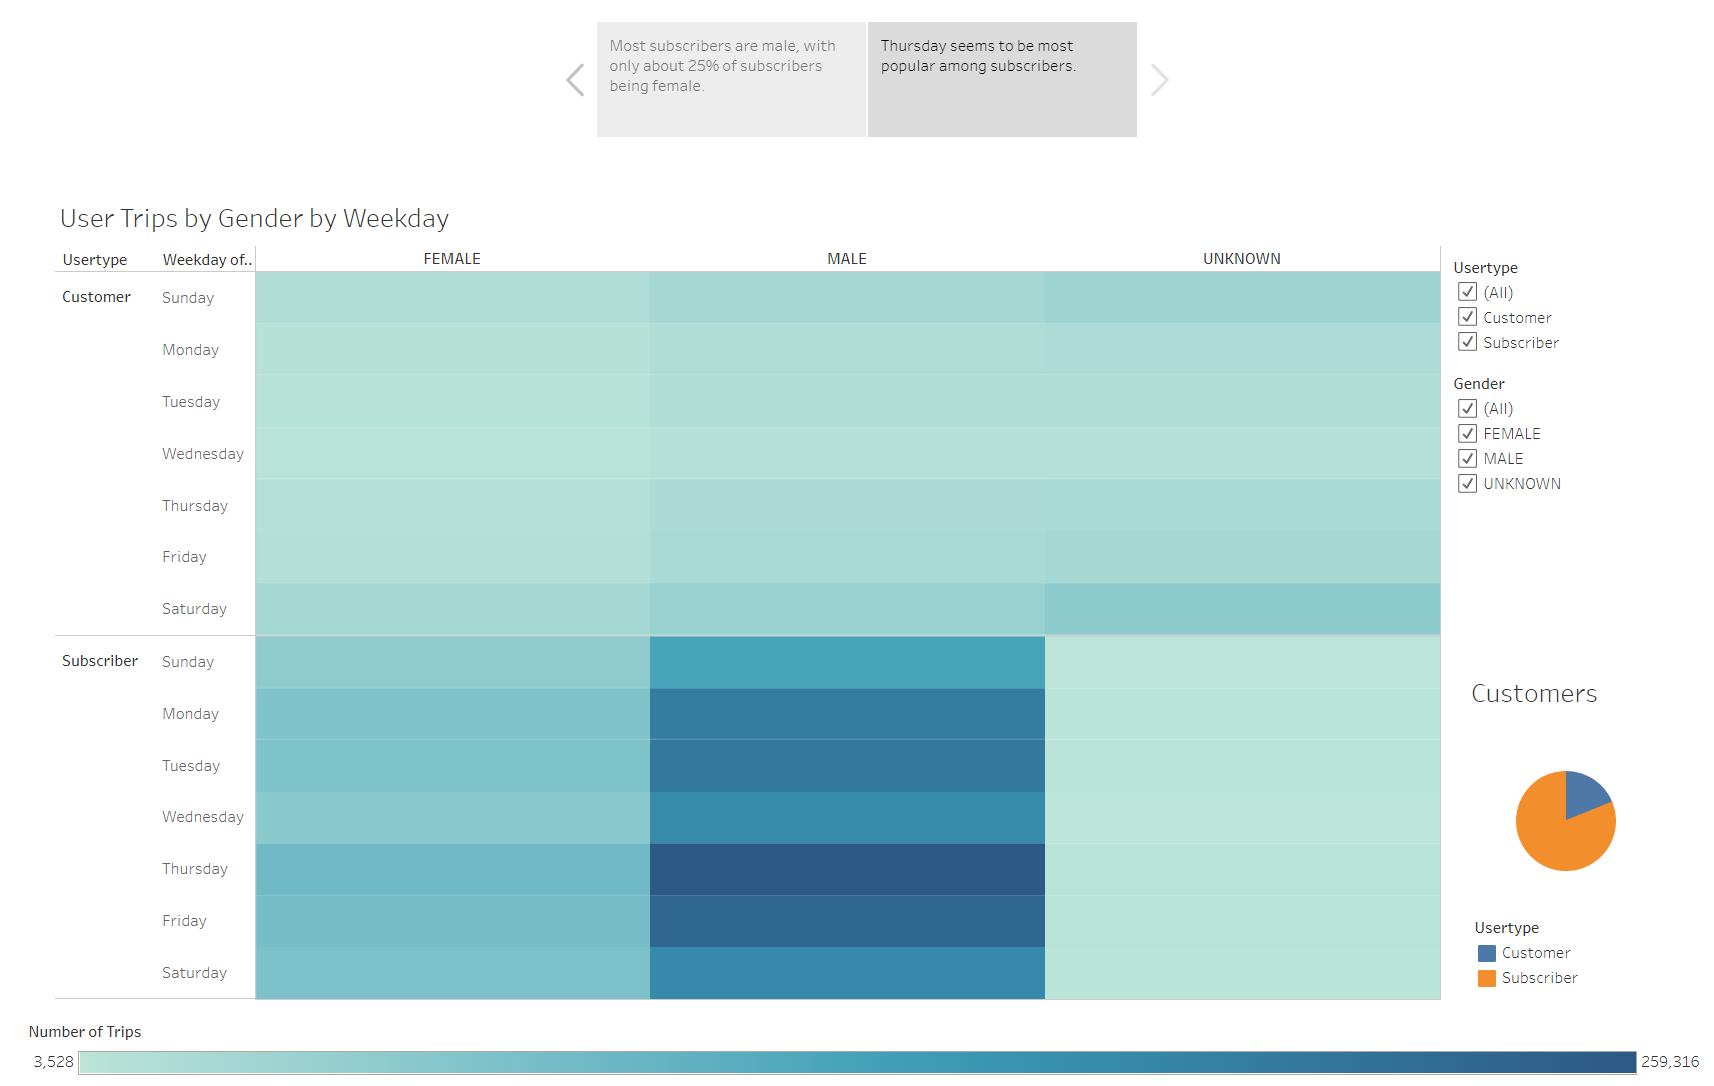 Most subscribers are male, with
only about 25% of subscribers
being female.
Thursday seems to be most
popular among subscribers.
User Trips by Gender by Weekday
Usertype Weekday of.. FEMALE MALE UNKNOWN
Customer Sunday
Monday
Tuesday
Wednesday
Thursday
Friday
Saturday
Subscriber Sunday
Monday
Tuesday
Wednesday
Thursday
Friday
Saturday
Usertype
(All)
Customer
Subscriber
Gender
(All)
FEMALE
MALE
UNKNOWN
Customers
Usertype
Customer
Subscriber
Number of Trips
3,528 259,316